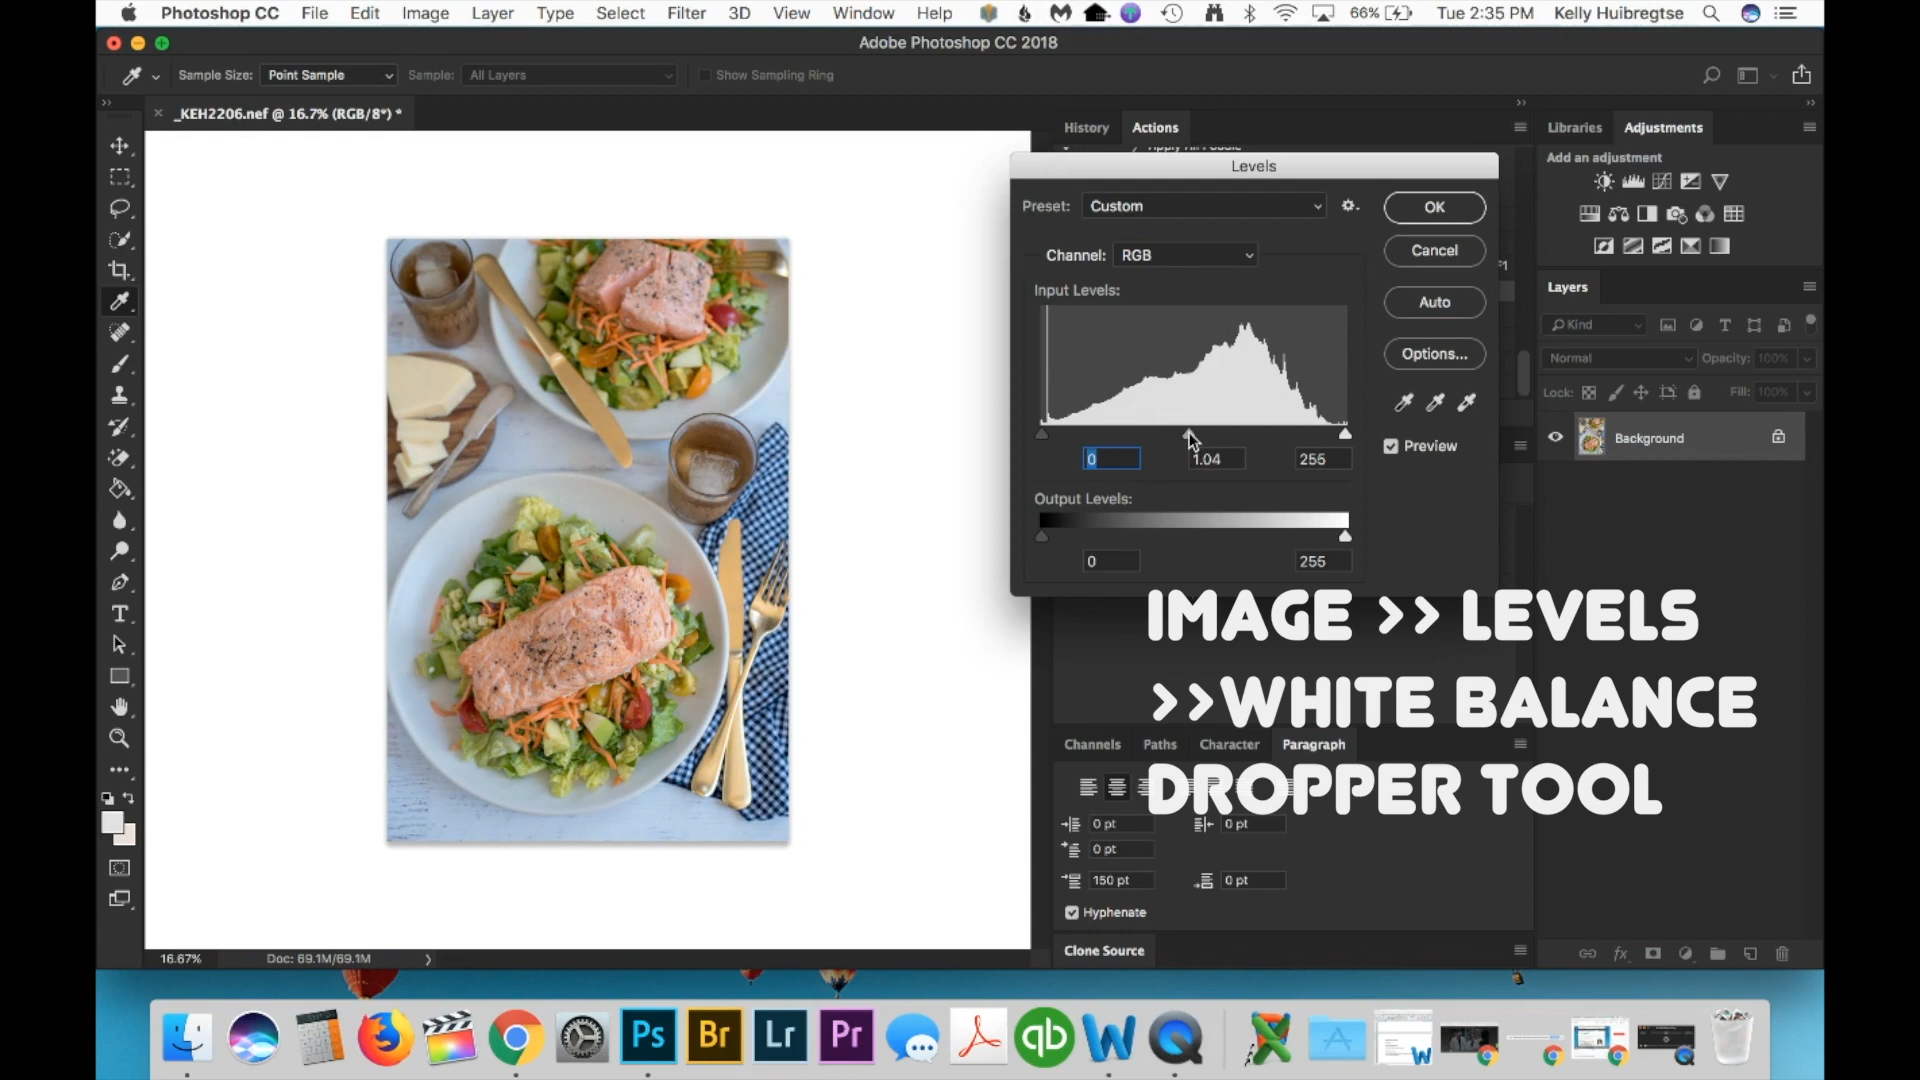 Photoshop CC File Edit Image Layer Type Select Filter 3D View Window Help 66% Tue 2:35 PM Kelly Huibregtse
Adobe Photoshop CC 2018
Sample Size: Point Sample Sample: All Layers Show Sampling Ring
_KEH2206.nef @ 16.7% (RGB/8*) *
History Actions
Libraries Adjustments
Add an adjustment
Levels
Preset: Custom
OK
Channel: RGB
Cancel
Input Levels:
Auto
Options...
Preview
0 1.04 255
Output Levels:
0 255
Layers
Kind
Normal Opacity: 100%
Lock: Fill: 100%
Background
IMAGE >> LEVELS
>>WHITE BALANCE
DROPPER TOOL
Channels Paths Character Paragraph
0 pt 0 pt
0 pt
150 pt 0 pt
Hyphenate
Clone Source
16.67% Doc: 69.1M/69.1M
Ps Br Lr Pr qb W